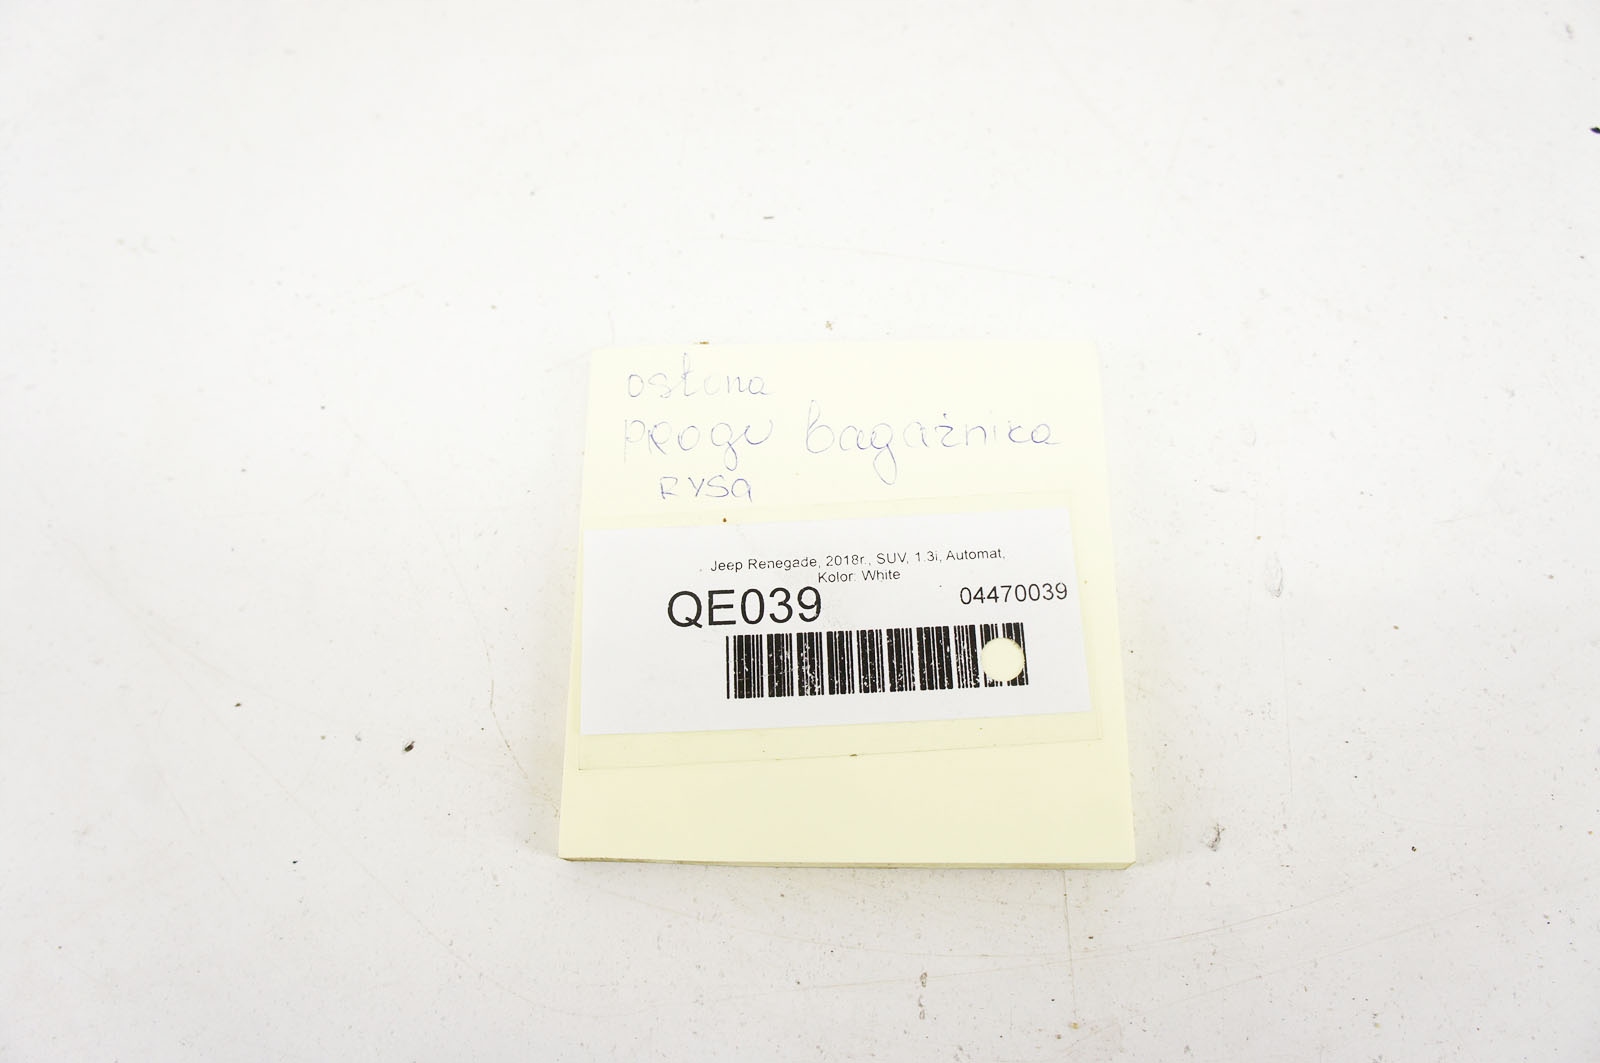 osłona
PROGU bagażnika
RYSA
. Jeep Renegade, 2018r., SUV, 1.3i, Automat,
Kolor: White
QE039
04470039